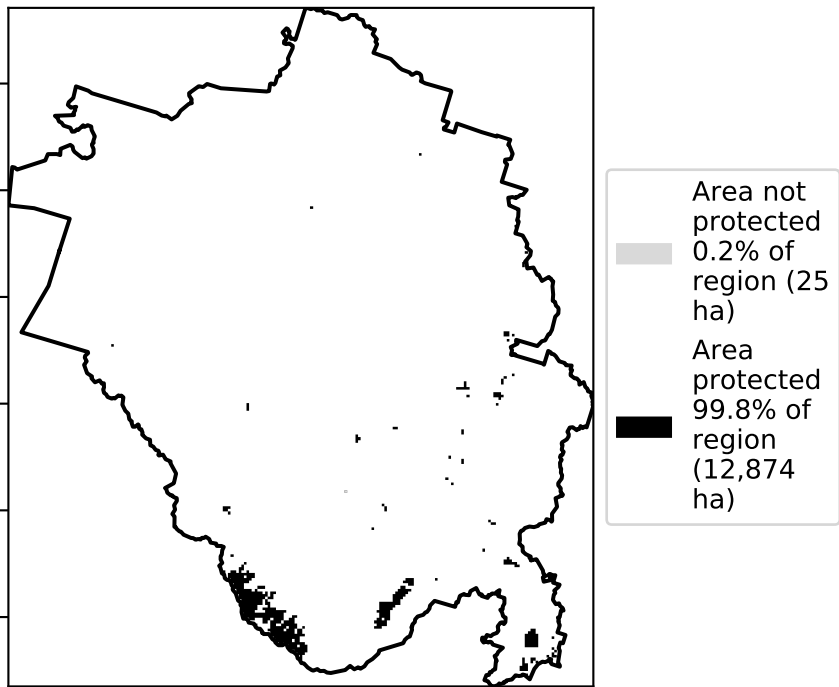 Area not
protected
0.2% of
region (25
ha)
Area
protected
99.8% of
region
(12,874
ha)